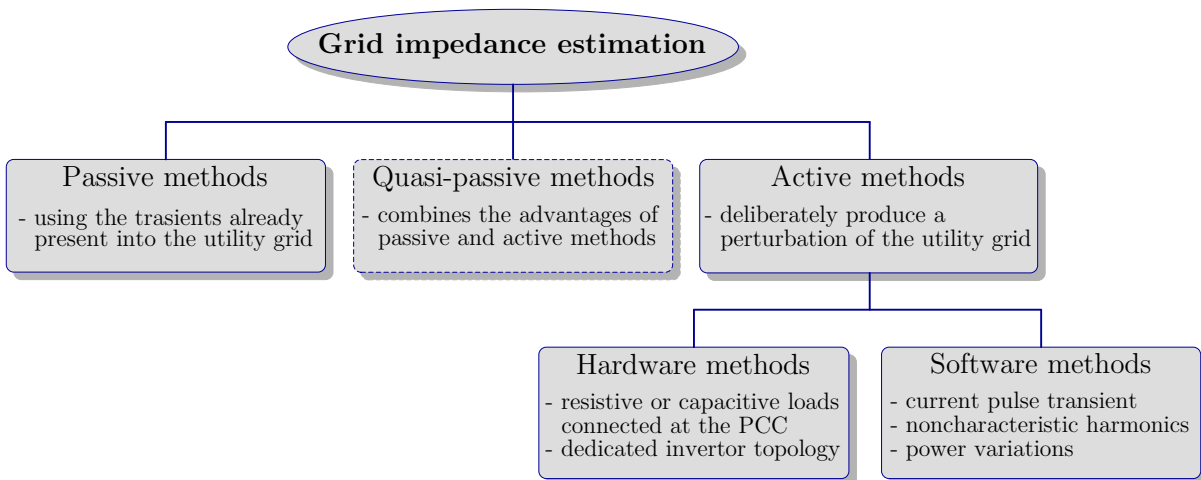 Grid impedance estimation
Passive methods
- using the trasients already
present into the utility grid
Quasi-passive methods
- combines the advantages of
passive and active methods
Active methods
- deliberately produce a
perturbation of the utility grid
Hardware methods
- resistive or capacitive loads
connected at the PCC
- dedicated invertor topology
Software methods
- current pulse transient
- noncharacteristic harmonics
- power variations